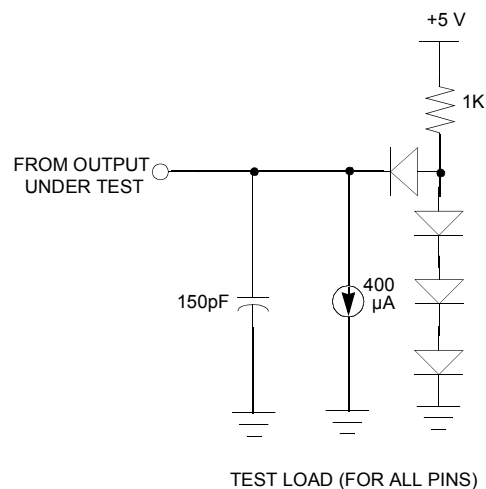 +5 V
1K
FROM OUTPUT
UNDER TEST
150pF
400
µA
TEST LOAD (FOR ALL PINS)